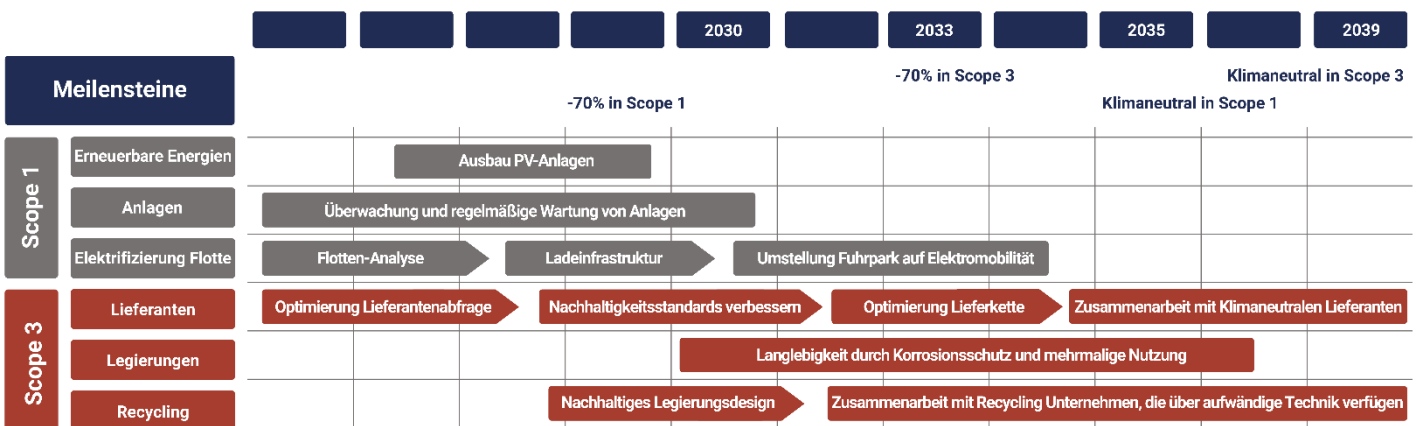 2030
2033
2035
2039
Meilensteine
-70% in Scope 3
Klimaneutral in Scope 3
-70% in Scope 1
Klimaneutral in Scope 1
Scope 1
Erneuerbare Energien
Ausbau PV-Anlagen
Anlagen
Überwachung und regelmäßige Wartung von Anlagen
Elektrifizierung Flotte
Flotten-Analyse
Ladeinfrastruktur
Umstellung Fuhrpark auf Elektromobilität
Scope 3
Lieferanten
Optimierung Lieferantenabfrage
Nachhaltigkeitsstandards verbessern
Optimierung Lieferkette
Zusammenarbeit mit Klimaneutralen Lieferanten
Legierungen
Langlebigkeit durch Korrosionsschutz und mehrmalige Nutzung
Recycling
Nachhaltiges Legierungsdesign
Zusammenarbeit mit Recycling Unternehmen, die über aufwändige Technik verfügen